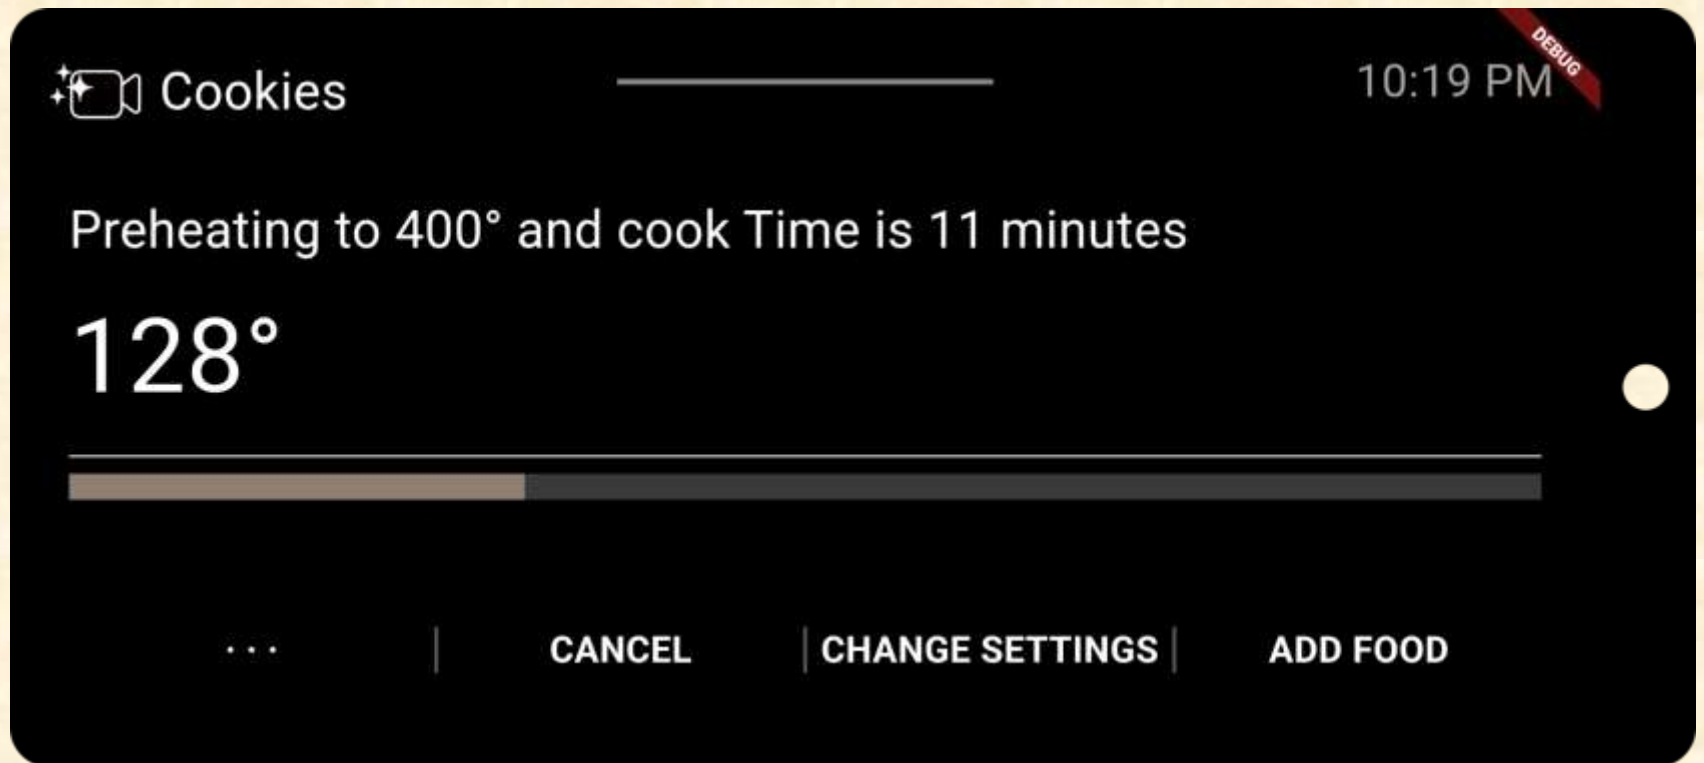 Cookies
10:19 PM
DEBUG
Preheating to 400° and cook Time is 11 minutes
128°
...
CANCEL
CHANGE SETTINGS
ADD FOOD